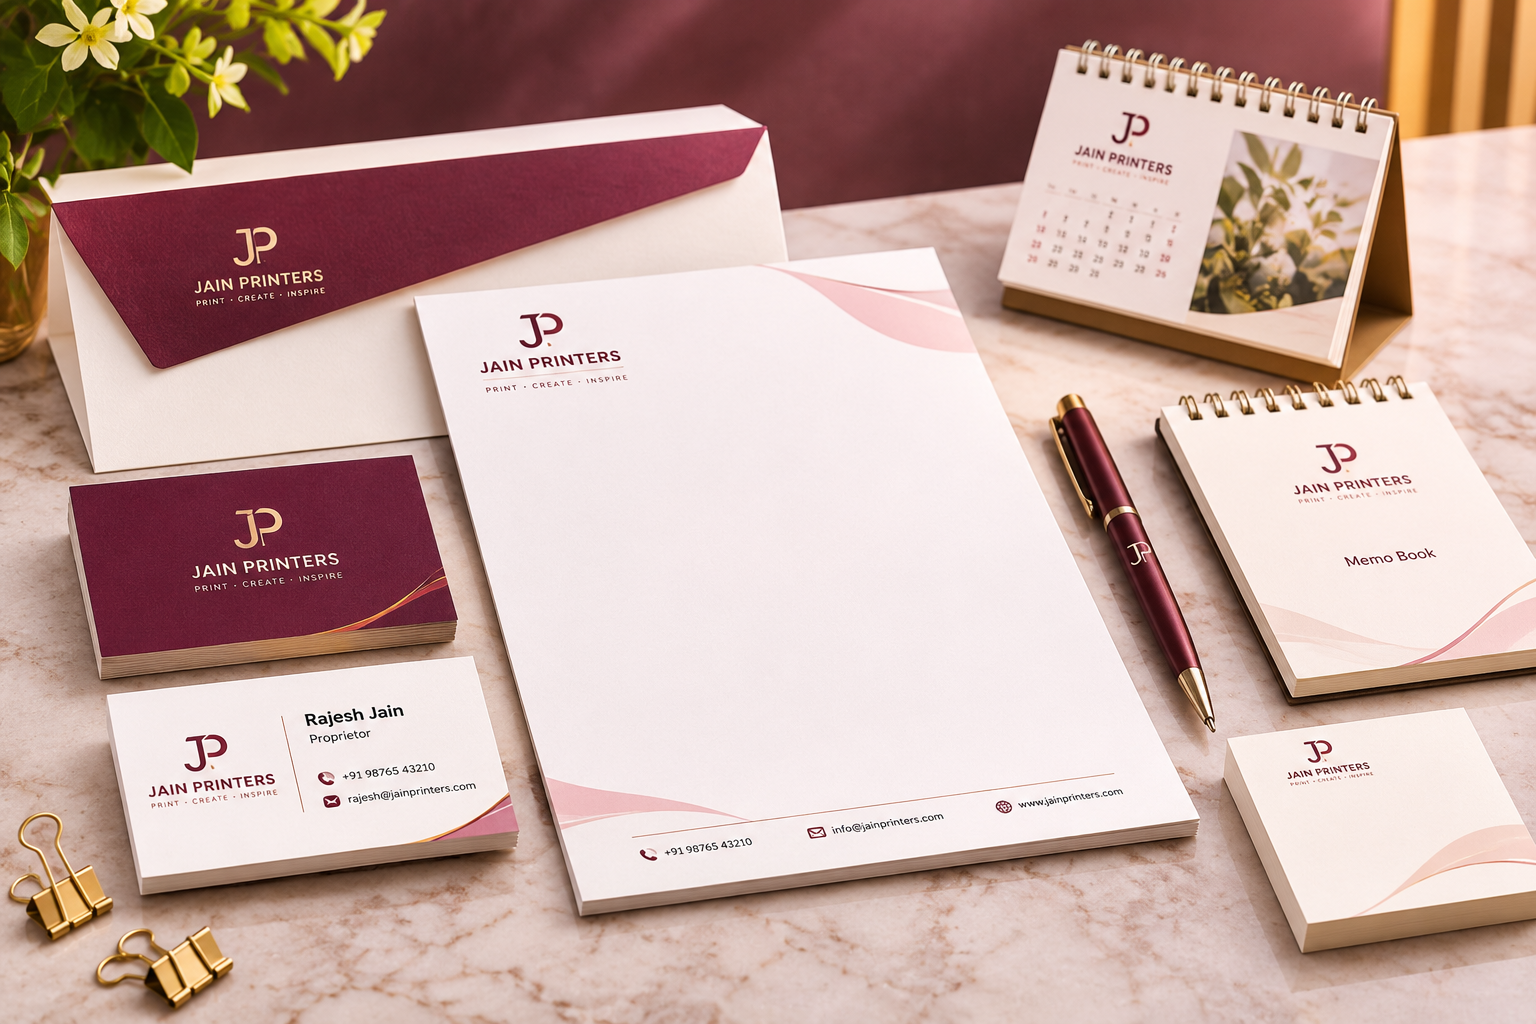 JP
JAIN PRINTERS
PRINT · CREATE · INSPIRE
JP
JAIN PRINTERS
PRINT · CREATE · INSPIRE
JP
JAIN PRINTERS
PRINT · CREATE · INSPIRE
Rajesh Jain
Proprietor
+91 98765 43210
rajesh@jainprinters.com
JP
JAIN PRINTERS
PRINT · CREATE · INSPIRE
+91 98765 43210
info@jainprinters.com
www.jainprinters.com
JP
JAIN PRINTERS
PRINT · CREATE · INSPIRE
JP
JP
JAIN PRINTERS
PRINT · CREATE · INSPIRE
Memo Book
JP
JAIN PRINTERS
PRINT · CREATE · INSPIRE